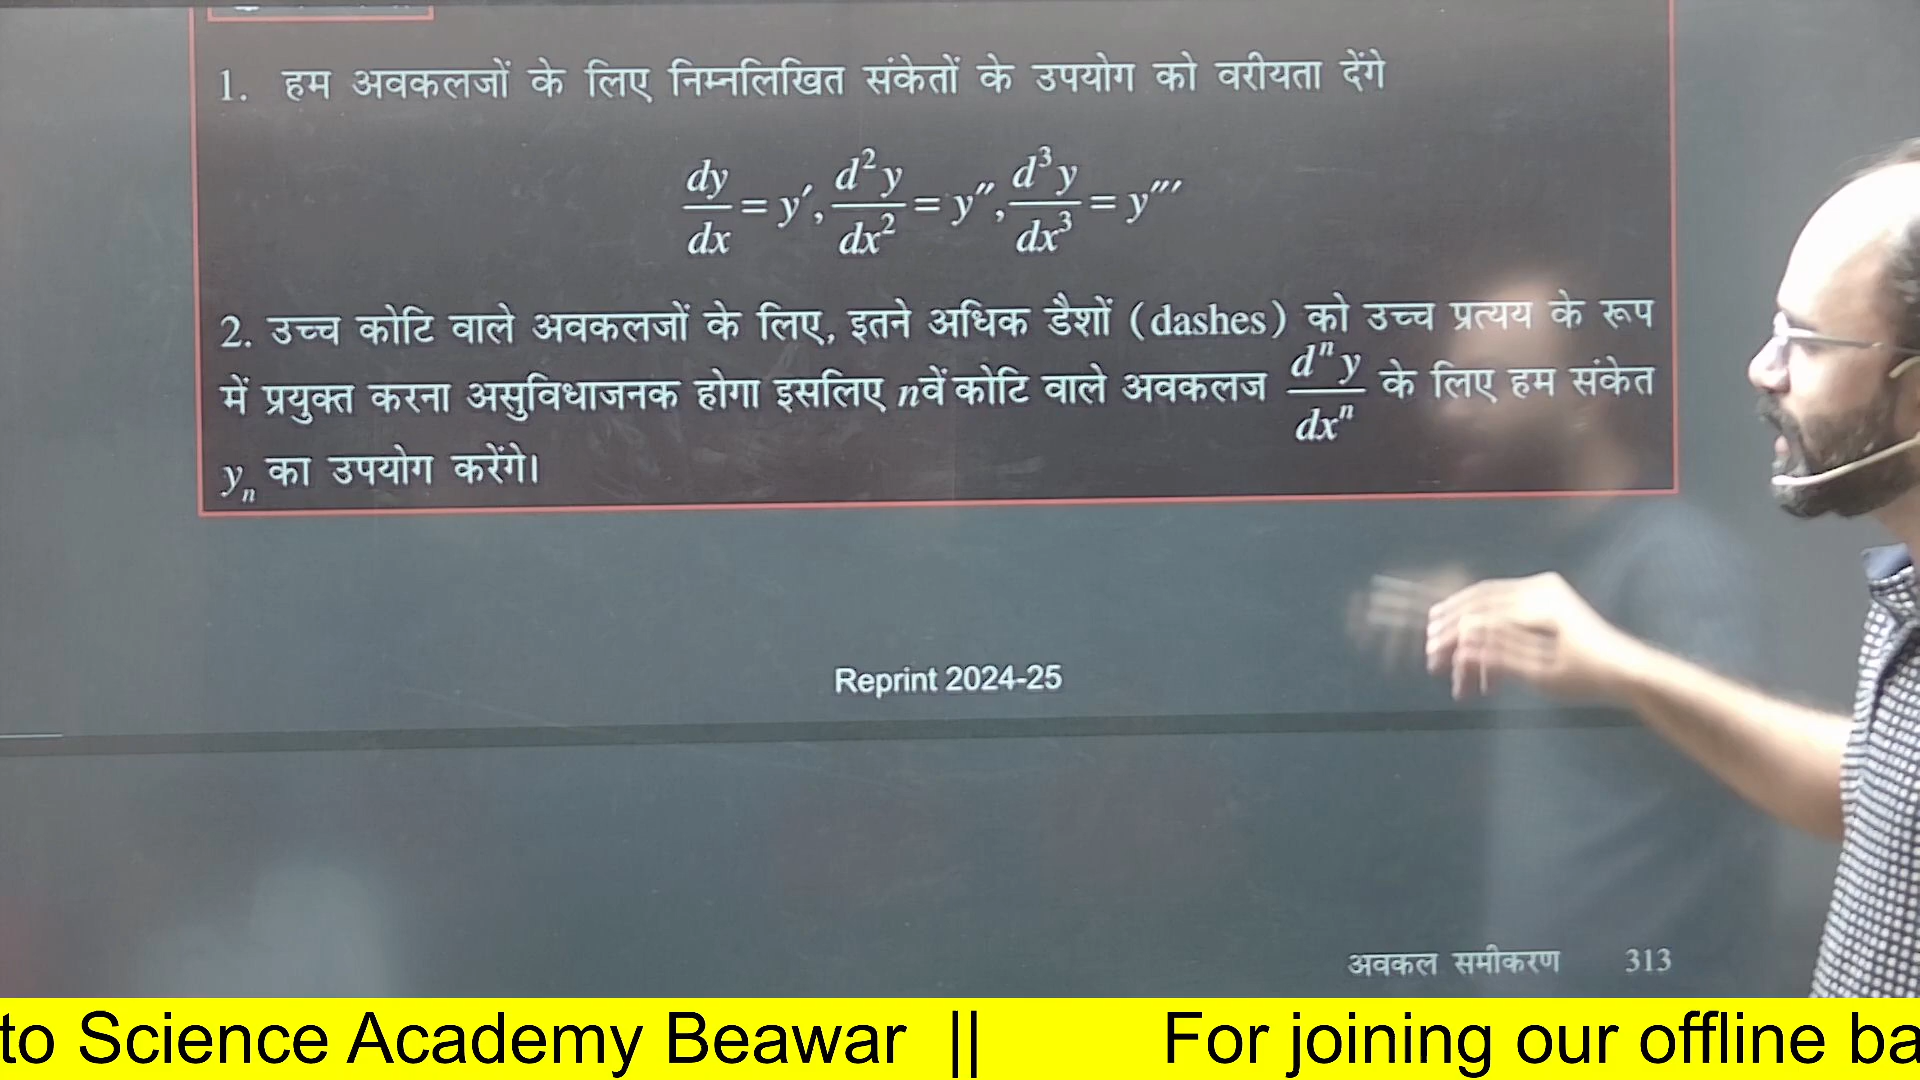 1. हम अवकलजों के लिए निम्नलिखित संकेतों के उपयोग को वरीयता देंगे
dy/dx = y′, d²y/dx² = y″, d³y/dx³ = y‴
2. उच्च कोटि वाले अवकलजों के लिए, इतने अधिक डैशों (dashes) को उच्च प्रत्यय के रूप
में प्रयुक्त करना असुविधाजनक होगा इसलिए nवें कोटि वाले अवकलज dⁿy/dxⁿ के लिए हम संकेत
yₙ का उपयोग करेंगे।
Reprint 2024-25
अवकल समीकरण 313
to Science Academy Beawar || For joining our offline ba